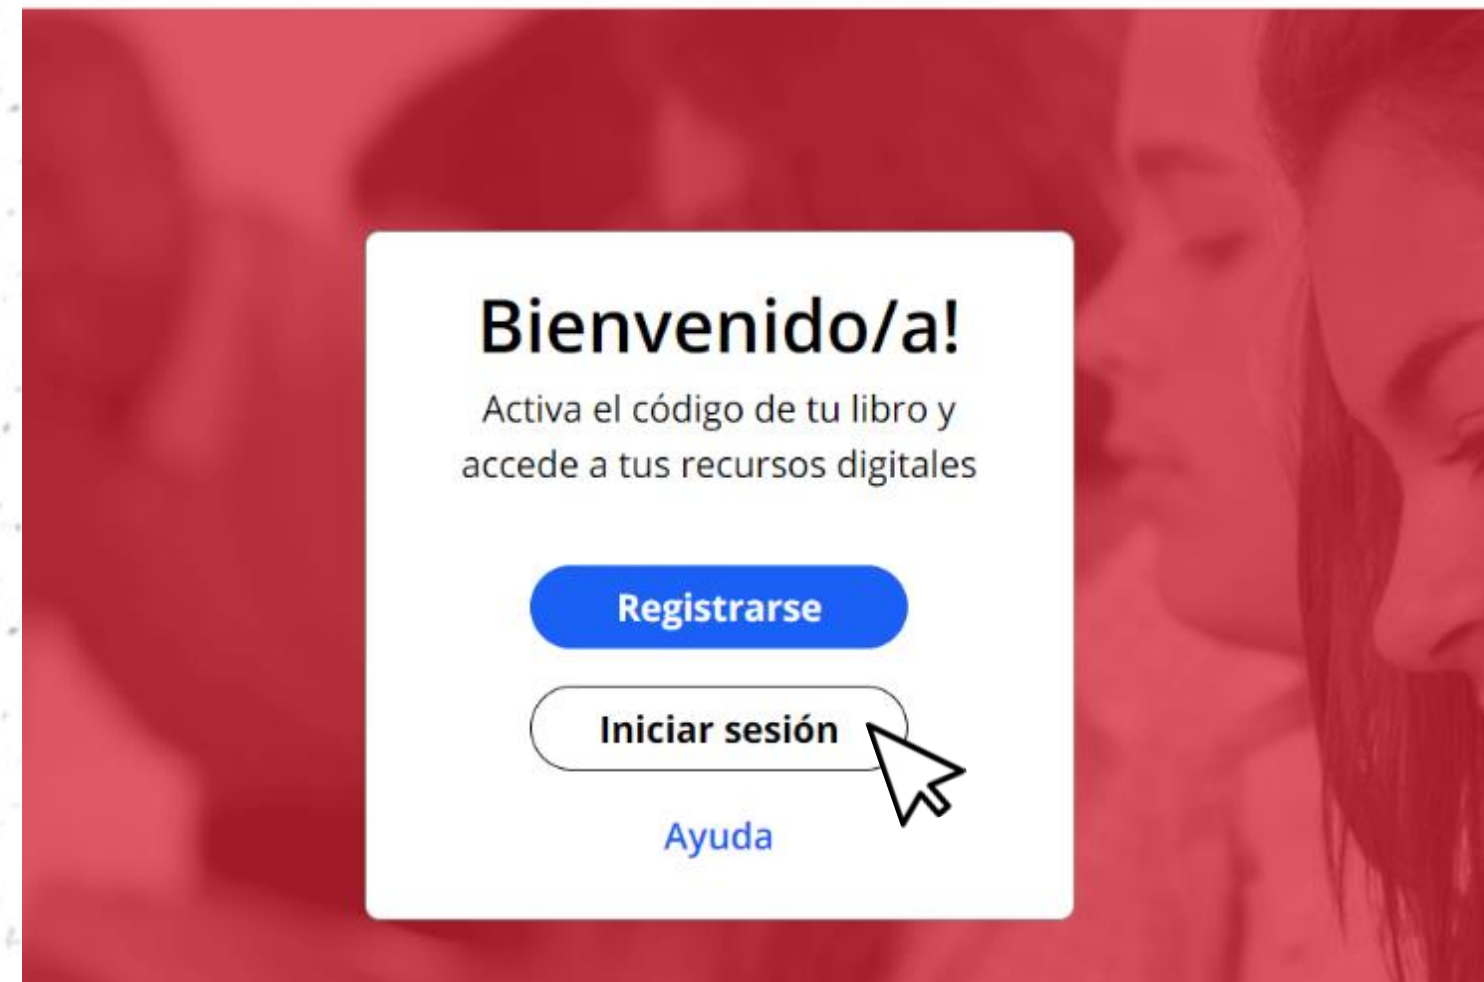 Bienvenido/a!
Activa el código de tu libro y
accede a tus recursos digitales
Registrarse
Iniciar sesión
Ayuda